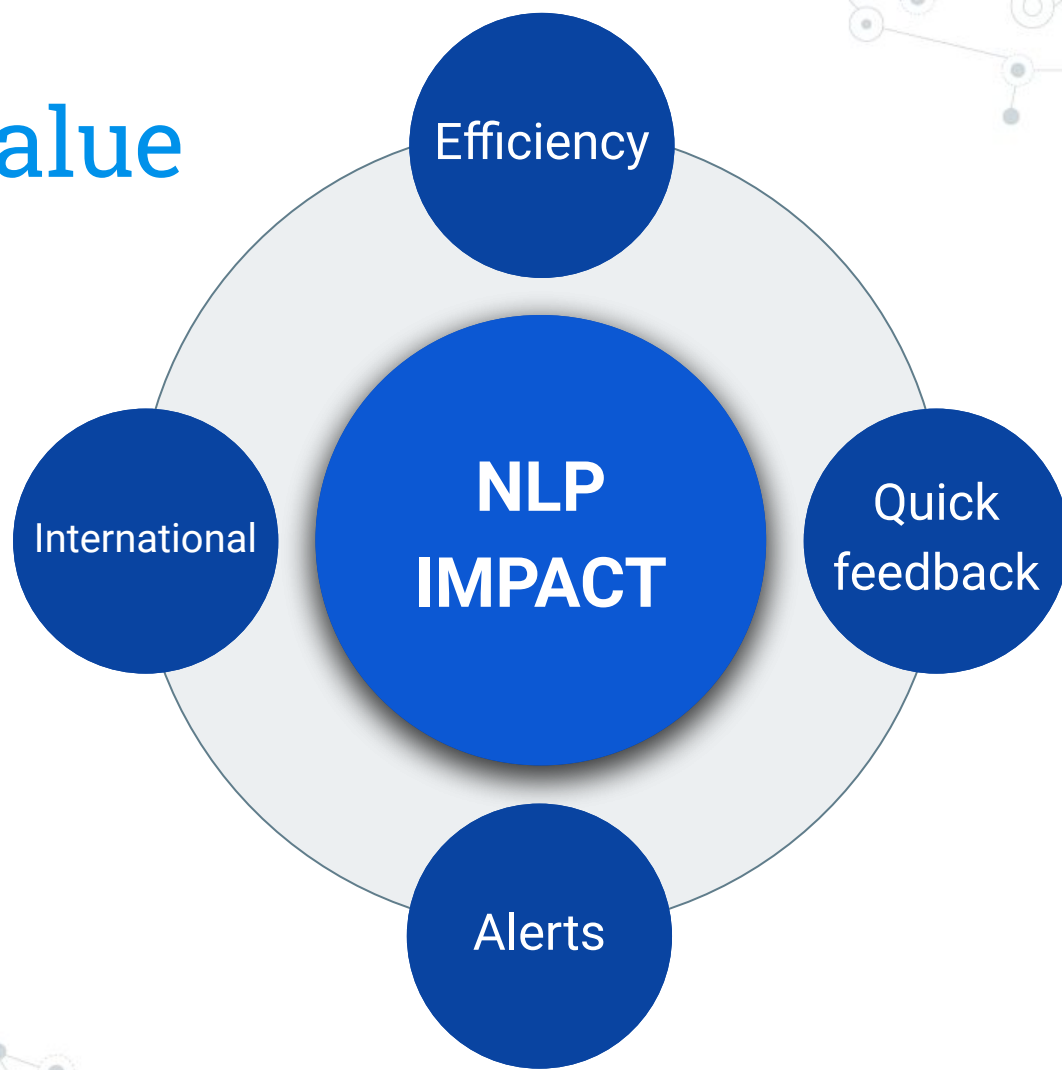 alue
Efficiency
NLP
IMPACT
International
Quick
feedback
Alerts